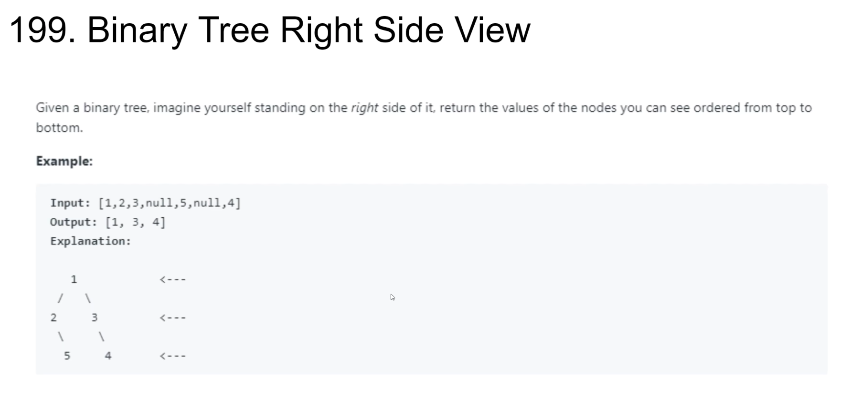 199. Binary Tree Right Side View
Given a binary tree, imagine yourself standing on the right side of it, return the values of the nodes you can see ordered from top to
bottom.
Example:
Input: [1,2,3,null,5,null,4]
Output: [1, 3, 4]
Explanation:
   1            <---
 /   \
2     3         <---
 \     \
  5     4       <---